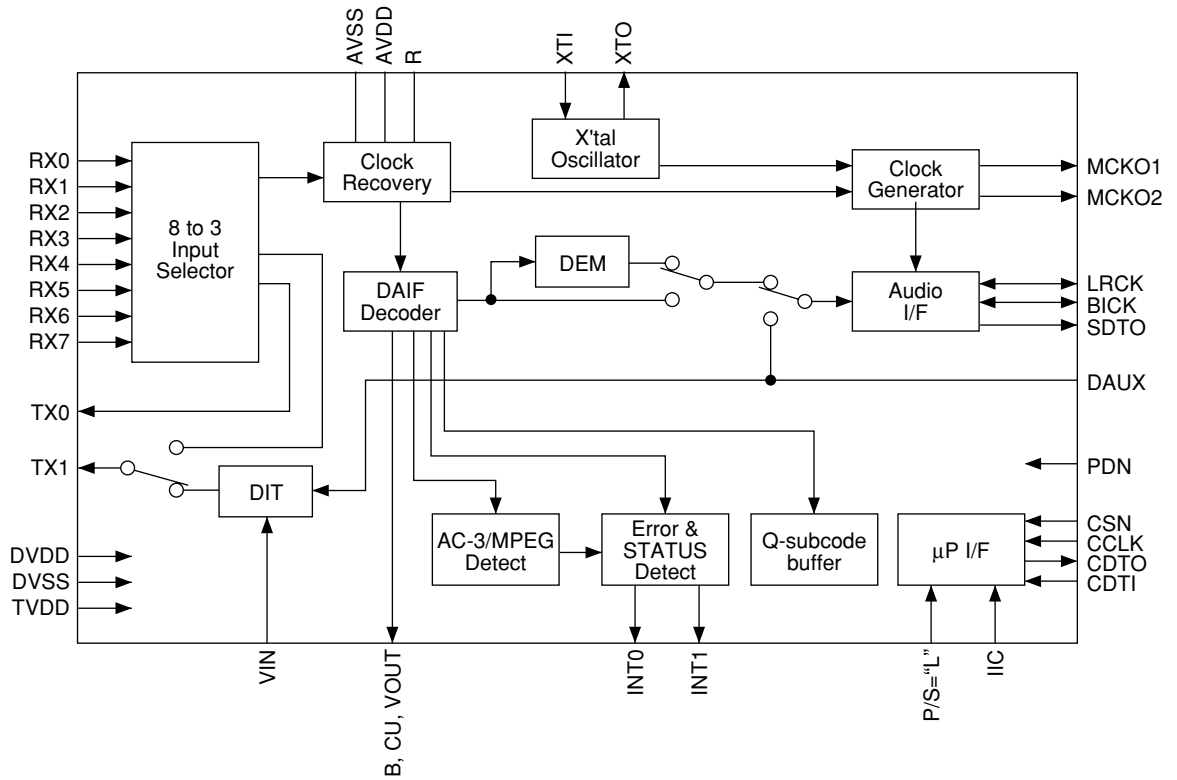 AVSS
AVDD
R
XTI
XTO
X'tal
Oscillator
Clock
Recovery
Clock
Generator
MCKO1
MCKO2
RX0
RX1
RX2
RX3
RX4
RX5
RX6
RX7
8 to 3
Input
Selector
DEM
DAIF
Decoder
Audio
I/F
LRCK
BICK
SDTO
DAUX
TX0
TX1
DIT
PDN
AC-3/MPEG
Detect
Error &
STATUS
Detect
Q-subcode
buffer
µP I/F
CSN
CCLK
CDTO
CDTI
DVDD
DVSS
TVDD
VIN
B, CU, VOUT
INT0
INT1
P/S=“L”
IIC